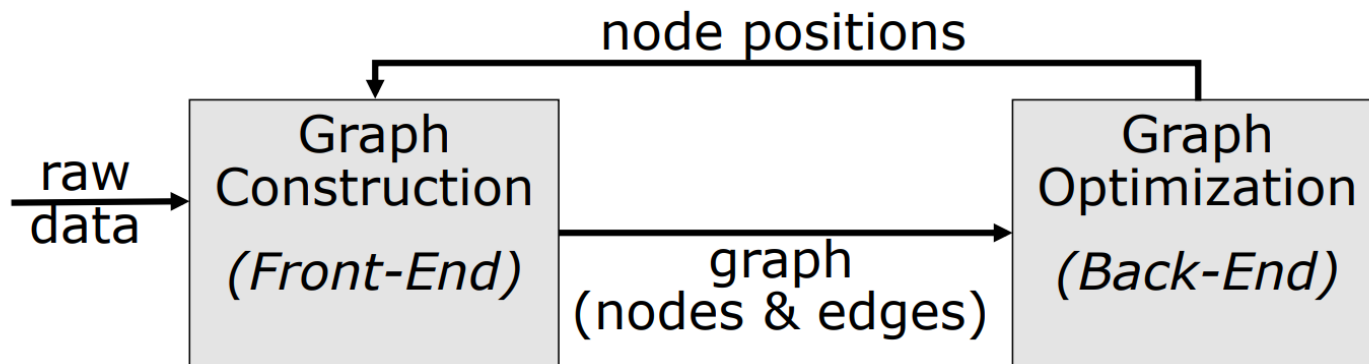 node positions
raw
data
Graph
Construction
(Front-End)
graph
(nodes & edges)
Graph
Optimization
(Back-End)